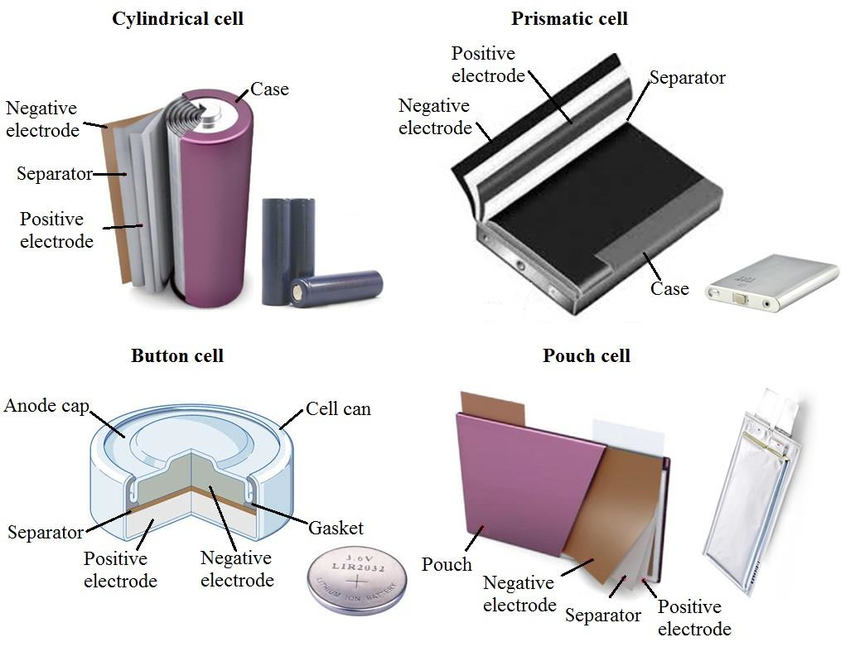 Cylindrical cell
Case
Negative
electrode
Separator
Positive
electrode
Prismatic cell
Positive
electrode
Separator
Negative
electrode
Case
Button cell
Anode cap
Cell can
Separator
Gasket
Positive
electrode
Negative
electrode
3.6V
LIR2032
LITHIUM ION BATTERY
+
Pouch cell
Pouch
Negative
electrode
Separator
Positive
electrode